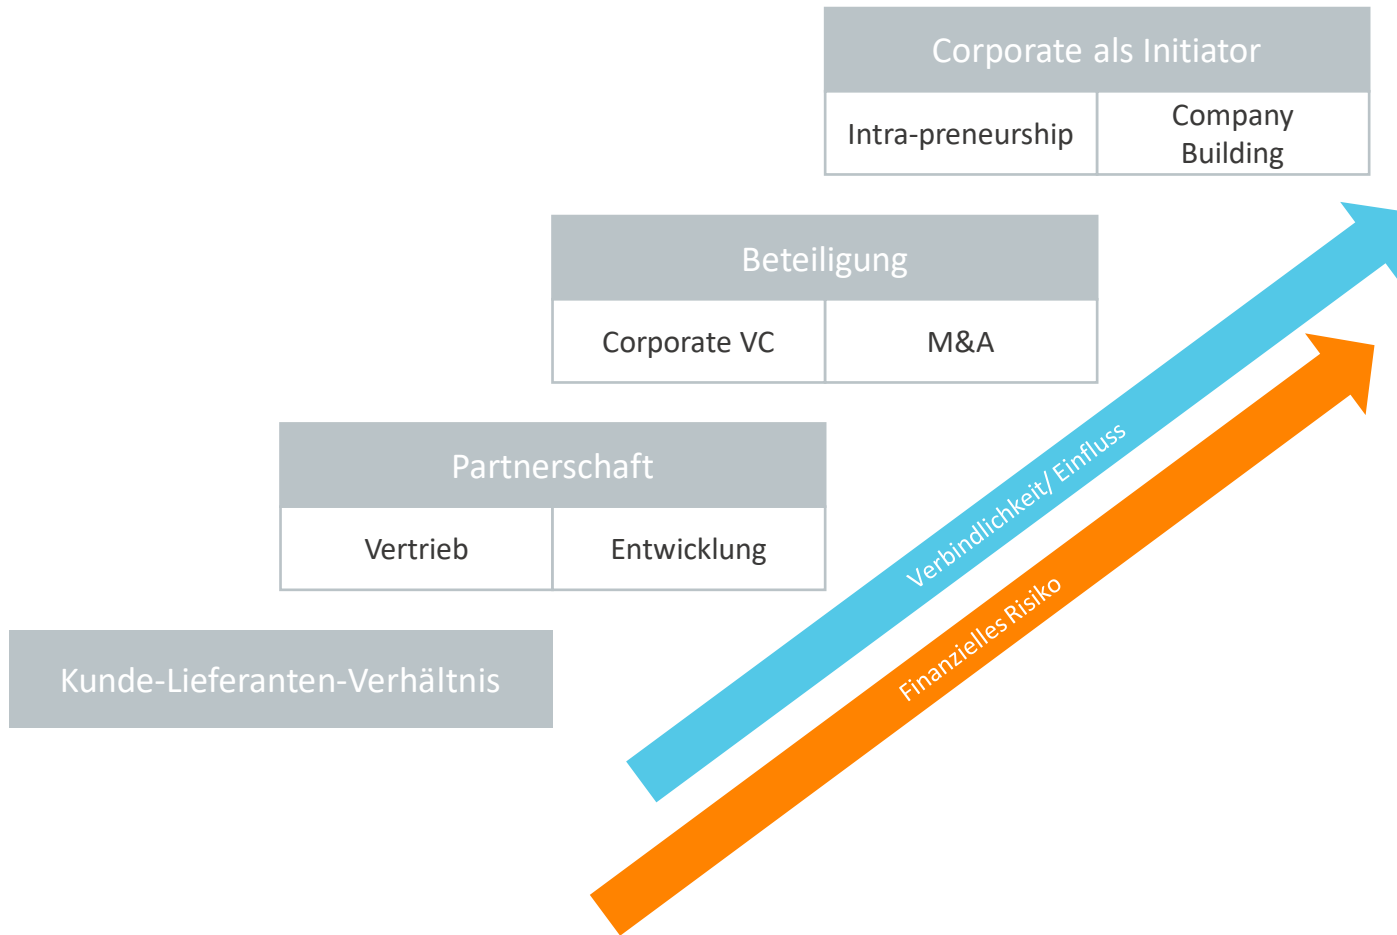 Corporate als Initiator
Intra-preneurship
Company
Building
Beteiligung
Corporate VC
M&A
Partnerschaft
Vertrieb
Entwicklung
Kunde-Lieferanten-Verhältnis
Verbindlichkeit/ Einfluss
Finanzielles Risiko